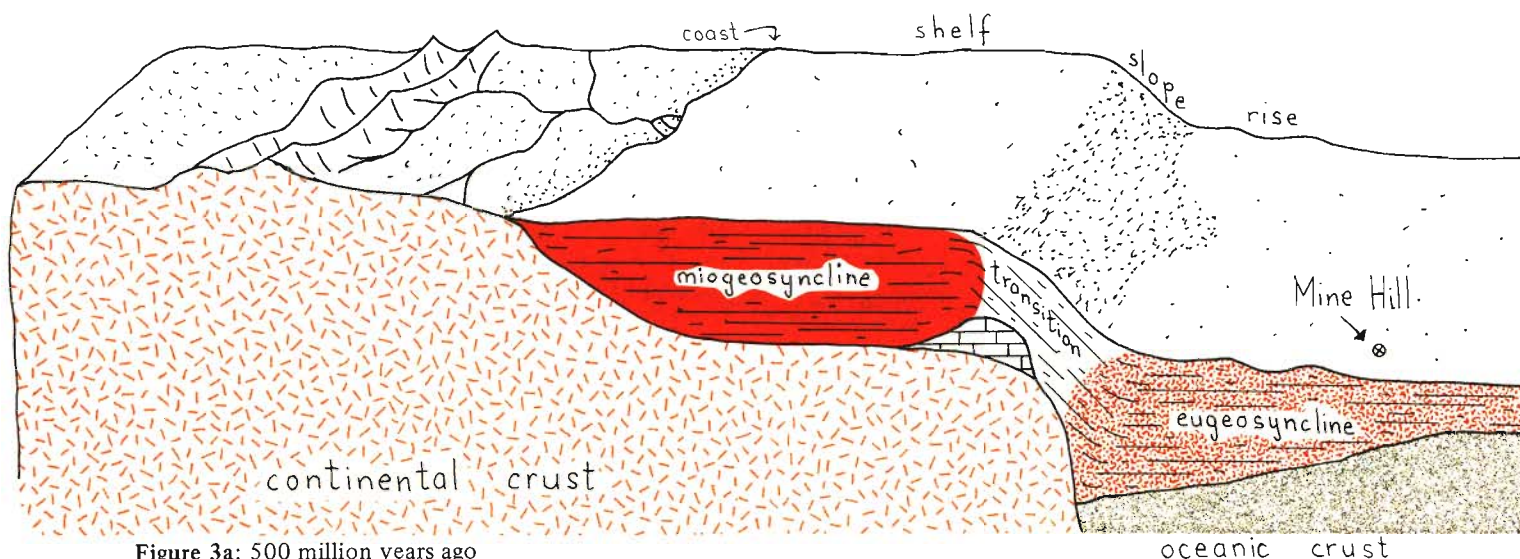 coast
shelf
slope
rise
miogeosyncline
transition
Mine Hill
eugeosyncline
continental crust
Figure 3a: 500 million years ago
oceanic crust